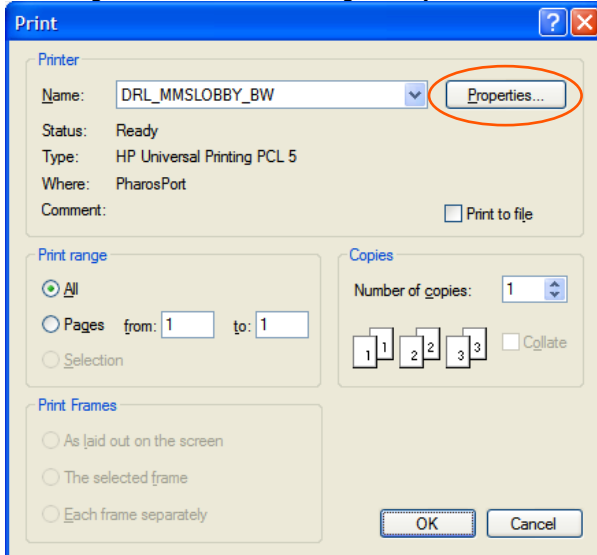 Print
Printer
Name: DRL_MMSLOBBY_BW Properties...
Status: Ready
Type: HP Universal Printing PCL 5
Where: PharosPort
Comment: Print to file
Print range
All
Pages from: 1 to: 1
Selection
Copies
Number of copies: 1
1 1 2 2 3 3 Collate
Print Frames
As laid out on the screen
The selected frame
Each frame separately
OK Cancel